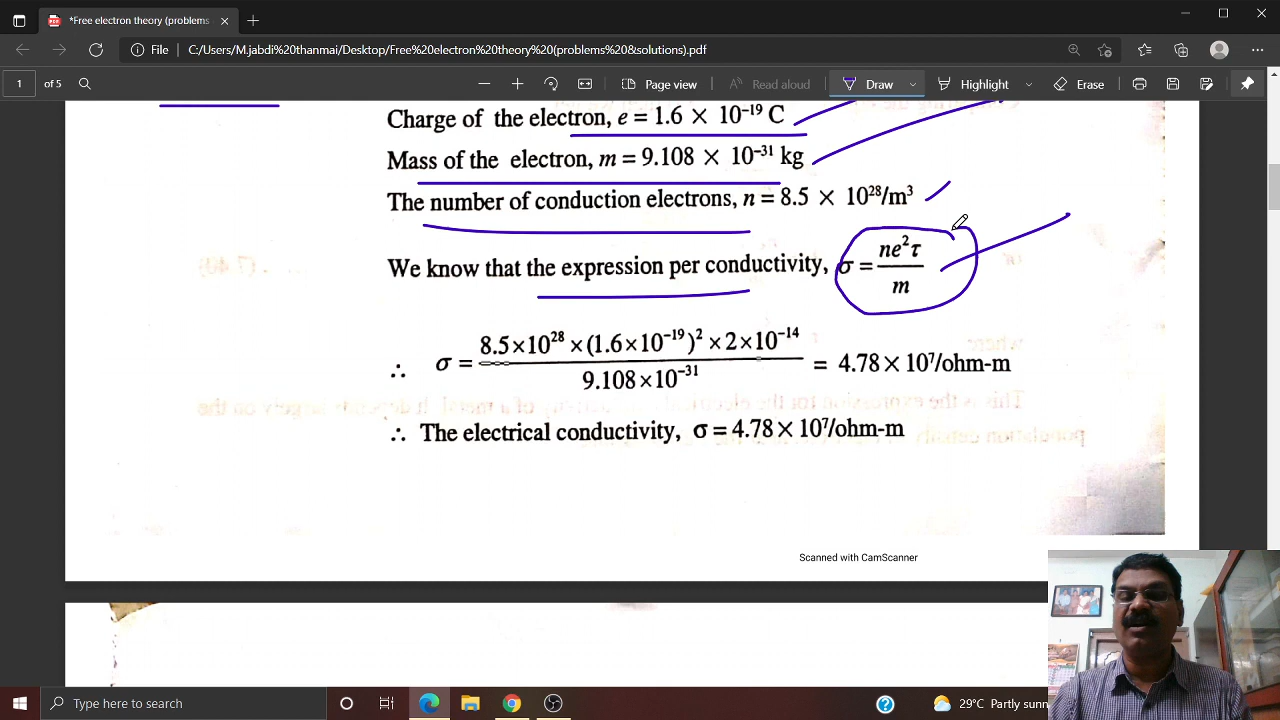 *Free electron theory (problems
File
C:/Users/M.jabdi%20thanmai/Desktop/Free%20electron%20theory%20(problems%20&solutions).pdf
1 of 5
Page view
Read aloud
Draw
Highlight
Erase
Charge of the electron, e = 1.6 × 10⁻¹⁹ C
Mass of the electron, m = 9.108 × 10⁻³¹ kg
The number of conduction electrons, n = 8.5 × 10²⁸/m³
We know that the expression per conductivity, σ = ne²τ / m
∴ σ = 8.5×10²⁸ ×(1.6×10⁻¹⁹)² ×2×10⁻¹⁴ / 9.108×10⁻³¹ = 4.78 × 10⁷/ohm-m
∴ The electrical conductivity, σ = 4.78 × 10⁷/ohm-m
Scanned with CamScanner
Type here to search
29°C Partly sunn